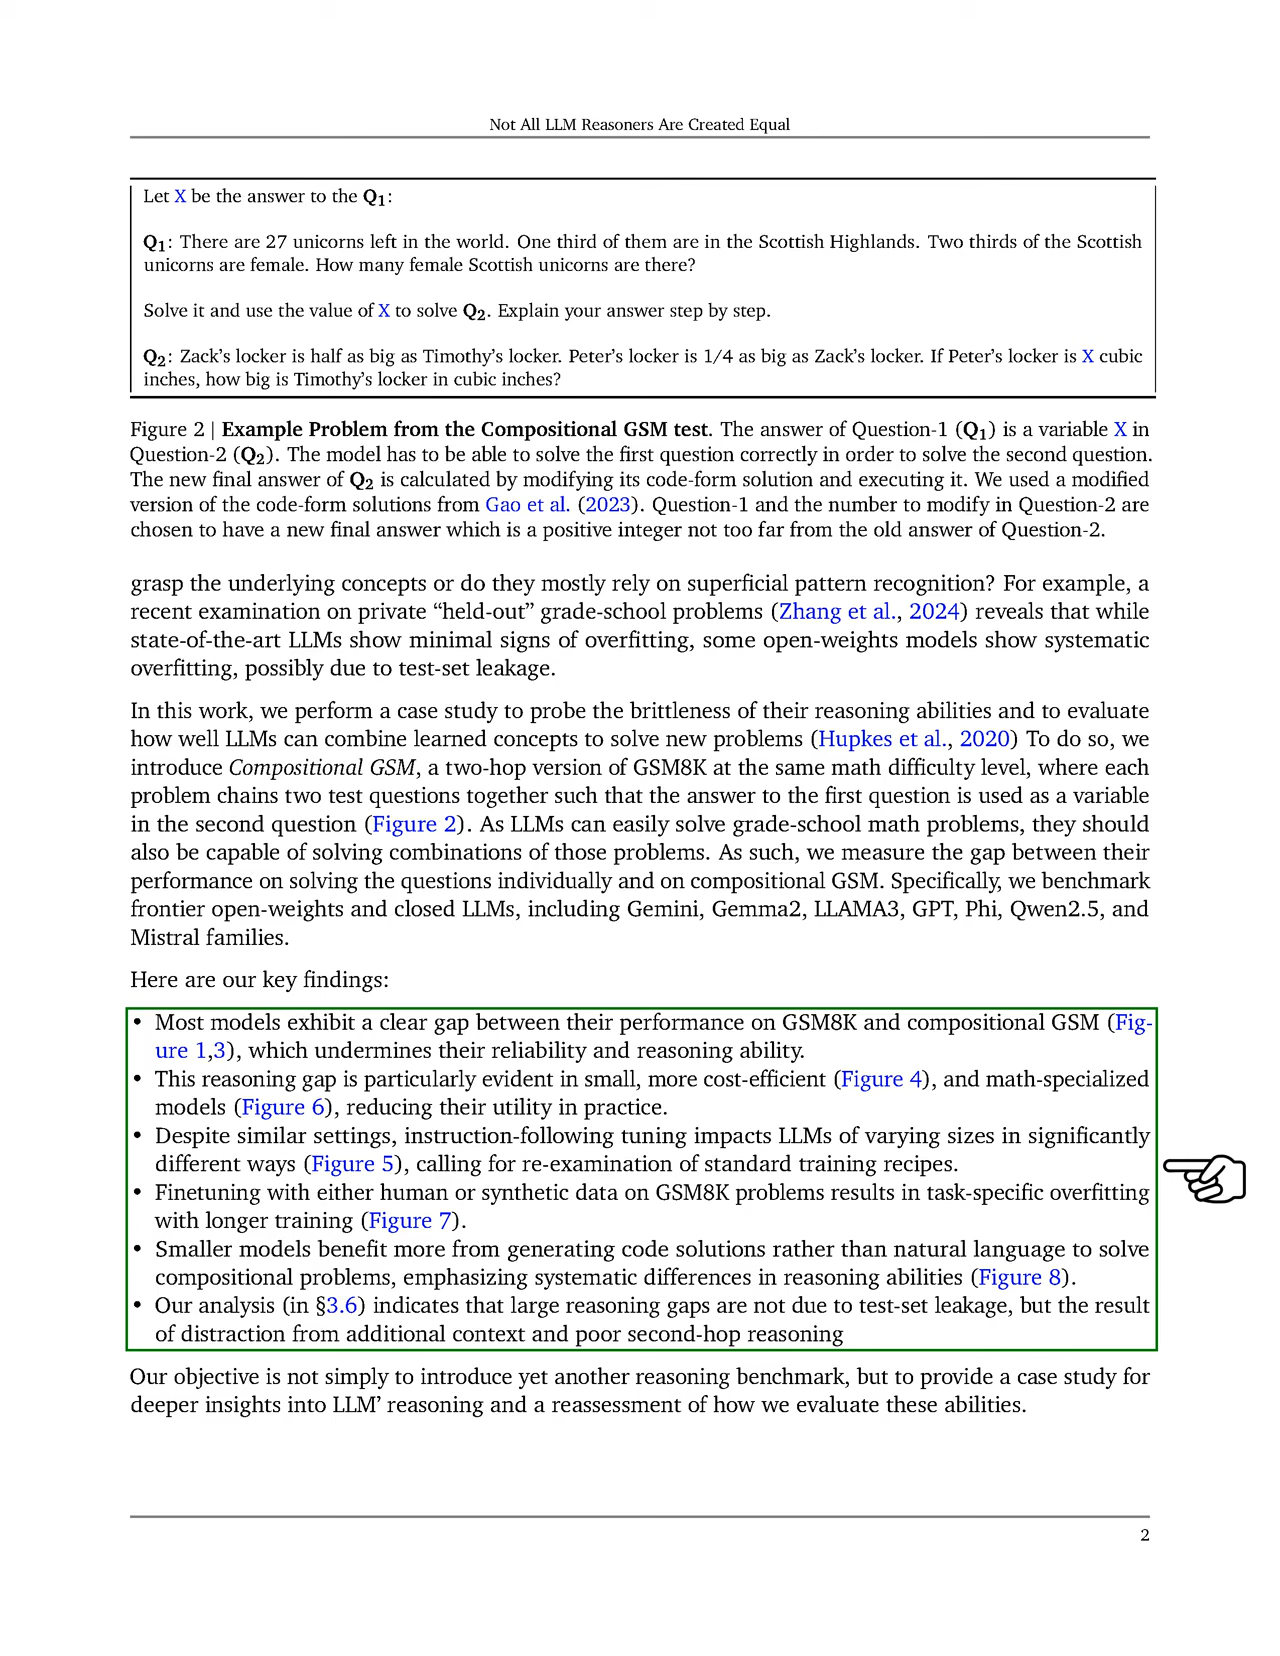 Not All LLM Reasoners Are Created Equal
Let X be the answer to the Q1:
Q1: There are 27 unicorns left in the world. One third of them are in the Scottish Highlands. Two thirds of the Scottish
unicorns are female. How many female Scottish unicorns are there?
Solve it and use the value of X to solve Q2. Explain your answer step by step.
Q2: Zack’s locker is half as big as Timothy’s locker. Peter’s locker is 1/4 as big as Zack’s locker. If Peter’s locker is X cubic
inches, how big is Timothy’s locker in cubic inches?
Figure 2 | Example Problem from the Compositional GSM test. The answer of Question-1 (Q1) is a variable X in
Question-2 (Q2). The model has to be able to solve the first question correctly in order to solve the second question.
The new final answer of Q2 is calculated by modifying its code-form solution and executing it. We used a modified
version of the code-form solutions from Gao et al. (2023). Question-1 and the number to modify in Question-2 are
chosen to have a new final answer which is a positive integer not too far from the old answer of Question-2.
grasp the underlying concepts or do they mostly rely on superficial pattern recognition? For example, a
recent examination on private “held-out” grade-school problems (Zhang et al., 2024) reveals that while
state-of-the-art LLMs show minimal signs of overfitting, some open-weights models show systematic
overfitting, possibly due to test-set leakage.
In this work, we perform a case study to probe the brittleness of their reasoning abilities and to evaluate
how well LLMs can combine learned concepts to solve new problems (Hupkes et al., 2020) To do so, we
introduce Compositional GSM, a two-hop version of GSM8K at the same math difficulty level, where each
problem chains two test questions together such that the answer to the first question is used as a variable
in the second question (Figure 2). As LLMs can easily solve grade-school math problems, they should
also be capable of solving combinations of those problems. As such, we measure the gap between their
performance on solving the questions individually and on compositional GSM. Specifically, we benchmark
frontier open-weights and closed LLMs, including Gemini, Gemma2, LLAMA3, GPT, Phi, Qwen2.5, and
Mistral families.
Here are our key findings:
• Most models exhibit a clear gap between their performance on GSM8K and compositional GSM (Fig-
ure 1,3), which undermines their reliability and reasoning ability.
• This reasoning gap is particularly evident in small, more cost-efficient (Figure 4), and math-specialized
models (Figure 6), reducing their utility in practice.
• Despite similar settings, instruction-following tuning impacts LLMs of varying sizes in significantly
different ways (Figure 5), calling for re-examination of standard training recipes.
• Finetuning with either human or synthetic data on GSM8K problems results in task-specific overfitting
with longer training (Figure 7).
• Smaller models benefit more from generating code solutions rather than natural language to solve
compositional problems, emphasizing systematic differences in reasoning abilities (Figure 8).
• Our analysis (in §3.6) indicates that large reasoning gaps are not due to test-set leakage, but the result
of distraction from additional context and poor second-hop reasoning
Our objective is not simply to introduce yet another reasoning benchmark, but to provide a case study for
deeper insights into LLM’ reasoning and a reassessment of how we evaluate these abilities.
2